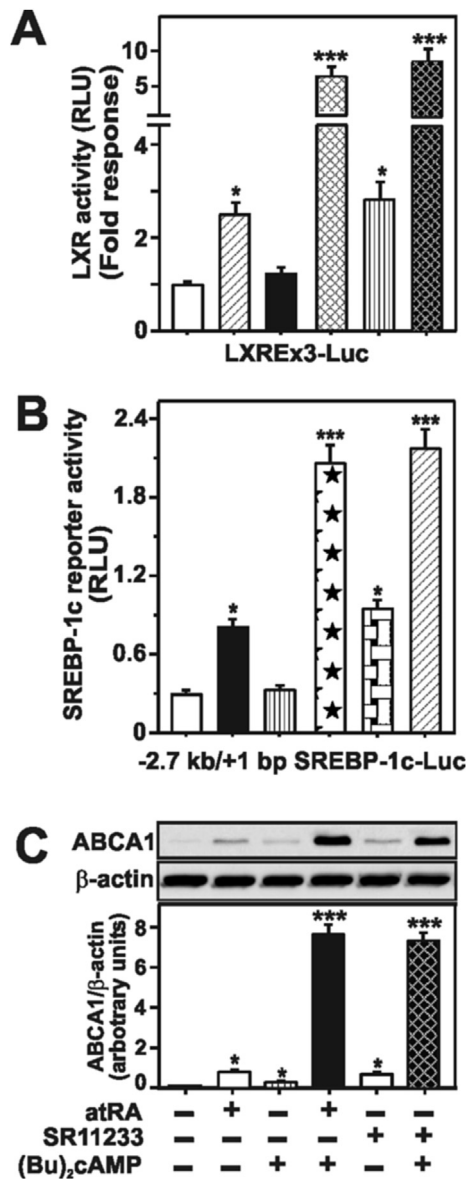 A
LXR activity (RLU)
(Fold response)
10
5
4
2
1
0
*
***
*
***
LXREx3-Luc
B
SREBP-1c reporter activity
(RLU)
2.4
1.8
1.2
0.6
0
*
***
*
***
-2.7 kb/+1 bp SREBP-1c-Luc
C
ABCA1
β-actin
ABCA1/β-actin
(arbotrary units)
8
6
4
2
0
*
*
***
*
***
atRA − + − + − +
SR11233 − − − − + +
(Bu)₂cAMP − − + + − +